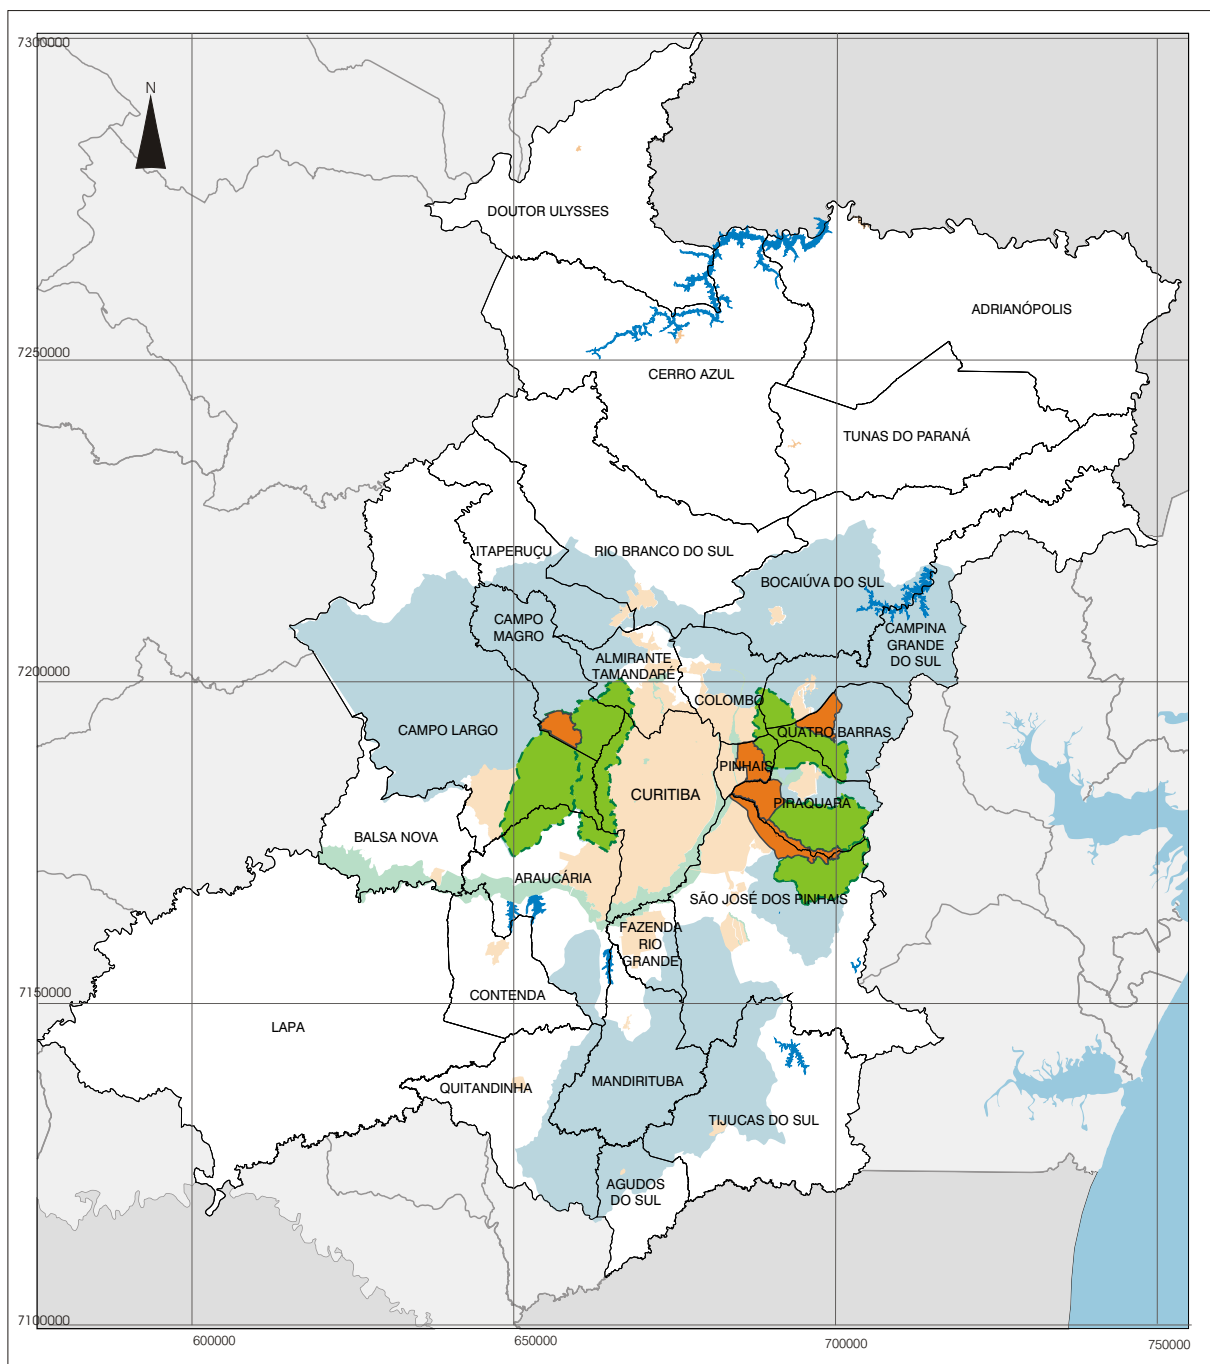 7300000
N
DOUTOR ULYSSES
ADRIANÓPOLIS
7250000
CERRO AZUL
TUNAS DO PARANÁ
ITAPERUÇU
RIO BRANCO DO SUL
BOCAIÚVA DO SUL
CAMPO
MAGRO
CAMPINA
GRANDE
DO SUL
ALMIRANTE
TAMANDARÉ
7200000
COLOMBO
CAMPO LARGO
QUATRO BARRAS
PINHAIS
CURITIBA
PIRAQUARA
BALSA NOVA
ARAUCÁRIA
SÃO JOSÉ DOS PINHAIS
FAZENDA
RIO
GRANDE
CONTENDA
7150000
LAPA
MANDIRITUBA
QUITANDINHA
TIJUCAS DO SUL
AGUDOS
DO SUL
7100000
600000
650000
700000
750000